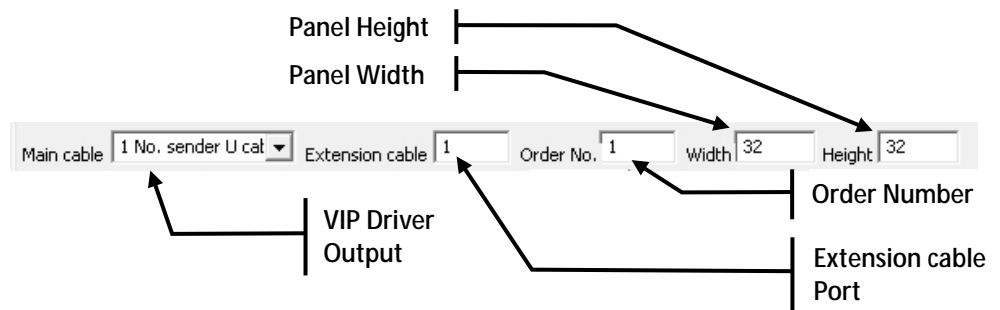 Panel Height
Panel Width
Main cable 1 No. sender U cat Extension cable 1 Order No. 1 Width 32 Height 32
Order Number
VIP Driver
Output
Extension cable
Port